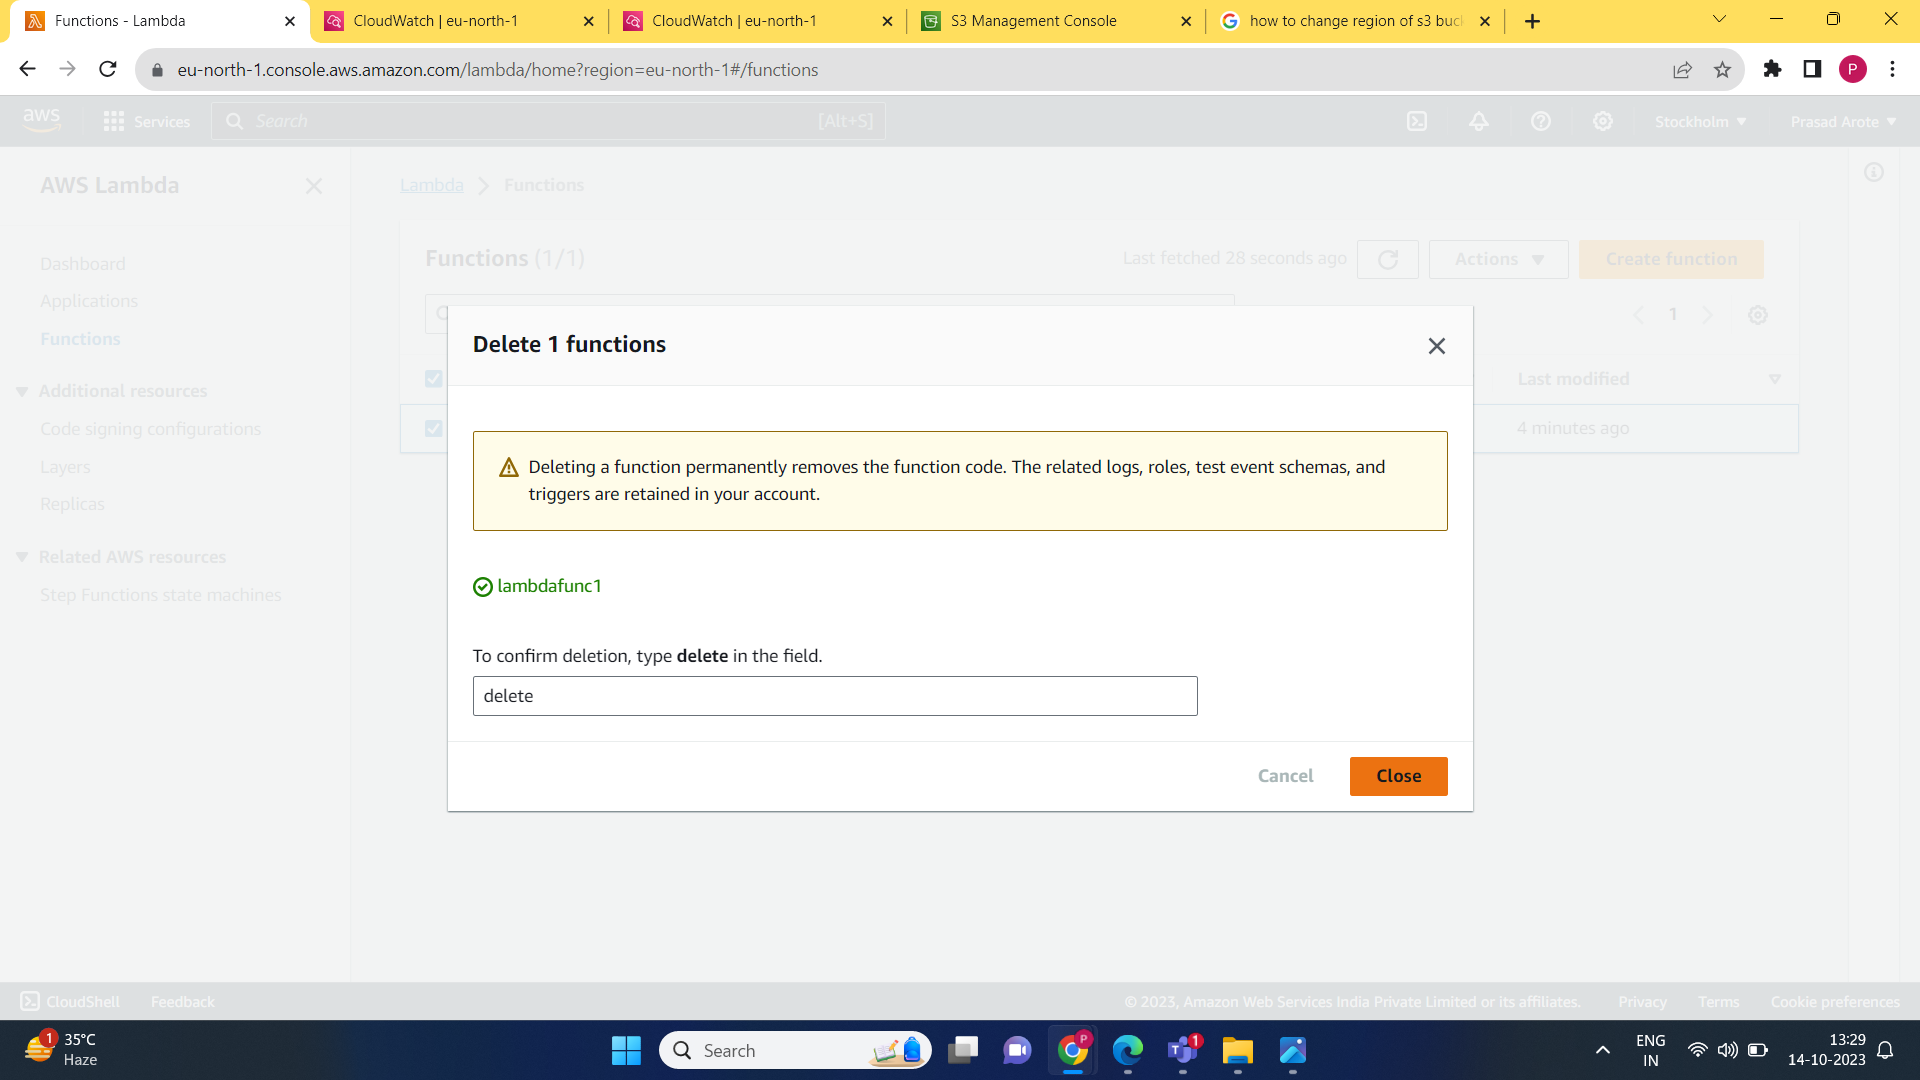 Functions - Lambda
CloudWatch | eu-north-1
CloudWatch | eu-north-1
S3 Management Console
how to change region of s3 buc
eu-north-1.console.aws.amazon.com/lambda/home?region=eu-north-1#/functions
P
aws
Services
Search
[Alt+S]
Stockholm
Prasad Arote
AWS Lambda
Lambda
Functions
Dashboard
Applications
Functions
Additional resources
Code signing configurations
Layers
Replicas
Related AWS resources
Step Functions state machines
Functions (1/1)
Last fetched 28 seconds ago
Actions
Create function
1
Last modified
4 minutes ago
Delete 1 functions
Deleting a function permanently removes the function code. The related logs, roles, test event schemas, and
triggers are retained in your account.
lambdafunc1
To confirm deletion, type delete in the field.
delete
Cancel
Close
CloudShell
Feedback
© 2023, Amazon Web Services India Private Limited or its affiliates.
Privacy
Terms
Cookie preferences
1
35°C
Haze
Search
P
1
ENG
IN
13:29
14-10-2023